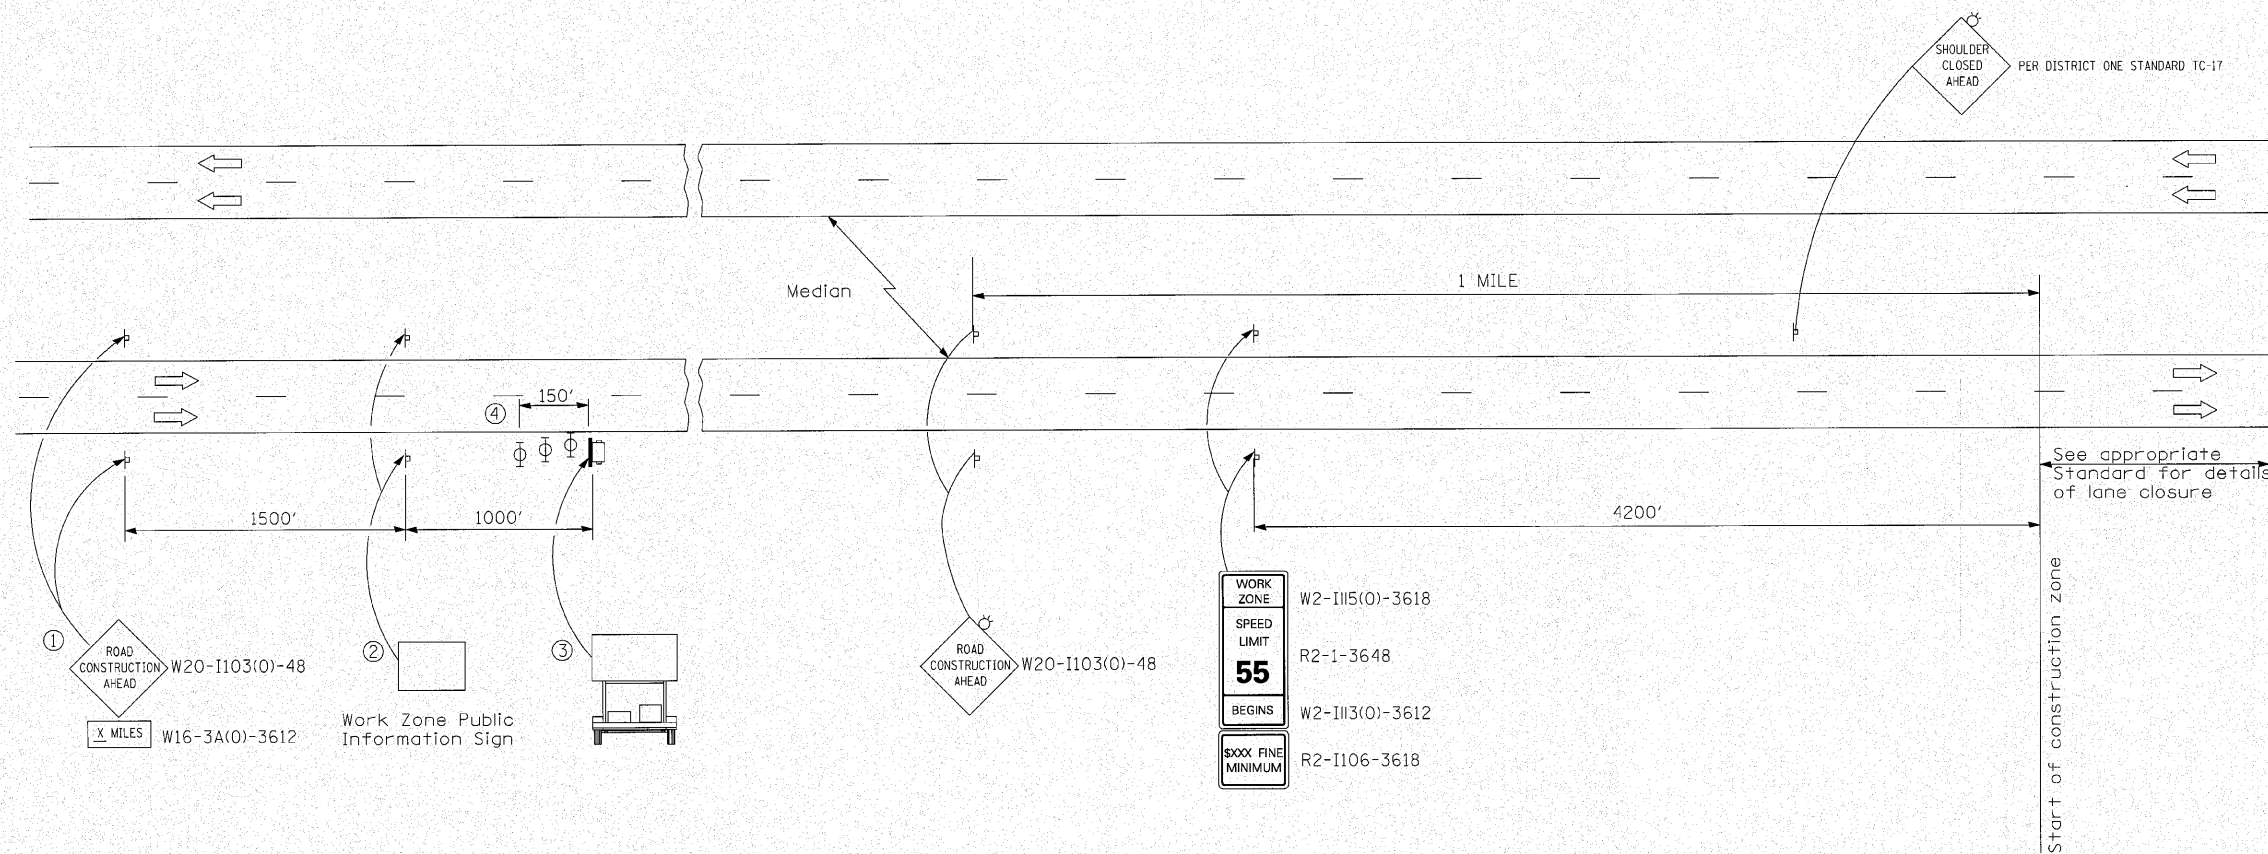 SHOULDER
CLOSED
AHEAD
PER DISTRICT ONE STANDARD TC-17
1 MILE
Median
150'
4
See appropriate
Standard for details
of lane closure
1500'
1000'
4200'
Start of construction zone
1
ROAD
CONSTRUCTION
AHEAD
W20-I103(0)-48
X MILES
W16-3A(0)-3612
2
Work Zone Public
Information Sign
3
ROAD
CONSTRUCTION
AHEAD
W20-I103(0)-48
WORK
ZONE
W2-I115(0)-3618
SPEED
LIMIT
55
R2-1-3648
BEGINS
W2-I113(0)-3612
$XXX FINE
MINIMUM
R2-I106-3618